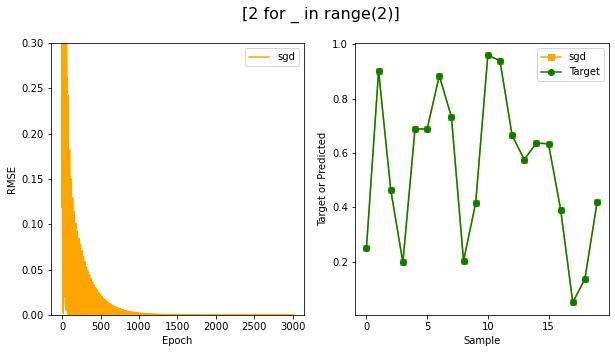 [2 for _ in range(2)]
0.30
0.25
0.20
0.15
0.10
0.05
0.00
RMSE
0
500
1000
1500
2000
2500
3000
Epoch
sgd
1.0
0.8
0.6
0.4
0.2
Target or Predicted
0
5
10
15
Sample
sgd
Target